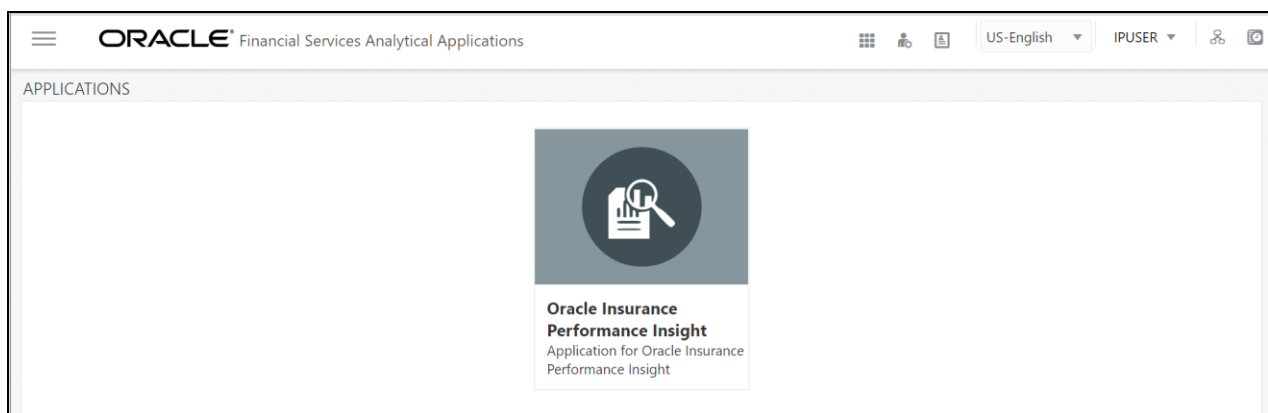 ORACLE® Financial Services Analytical Applications
US-English
IPUSER
APPLICATIONS
Oracle Insurance
Performance Insight
Application for Oracle Insurance
Performance Insight